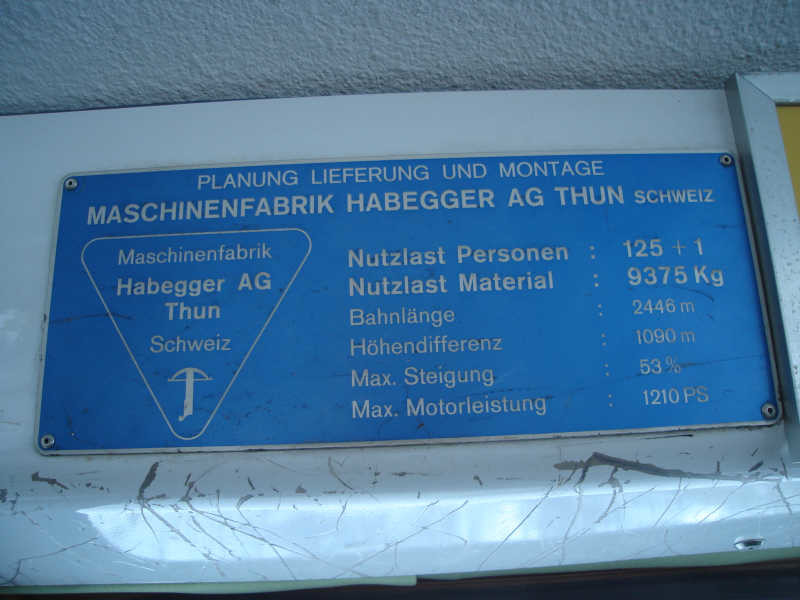 PLANUNG LIEFERUNG UND MONTAGE
MASCHINENFABRIK HABEGGER AG THUN SCHWEIZ
Maschinenfabrik
Habegger AG
Thun
Schweiz
Nutzlast Personen : 125 + 1
Nutzlast Material : 9375 Kg
Bahnlänge : 2446 m
Höhendifferenz : 1090 m
Max. Steigung : 53 %
Max. Motorleistung : 1210 PS